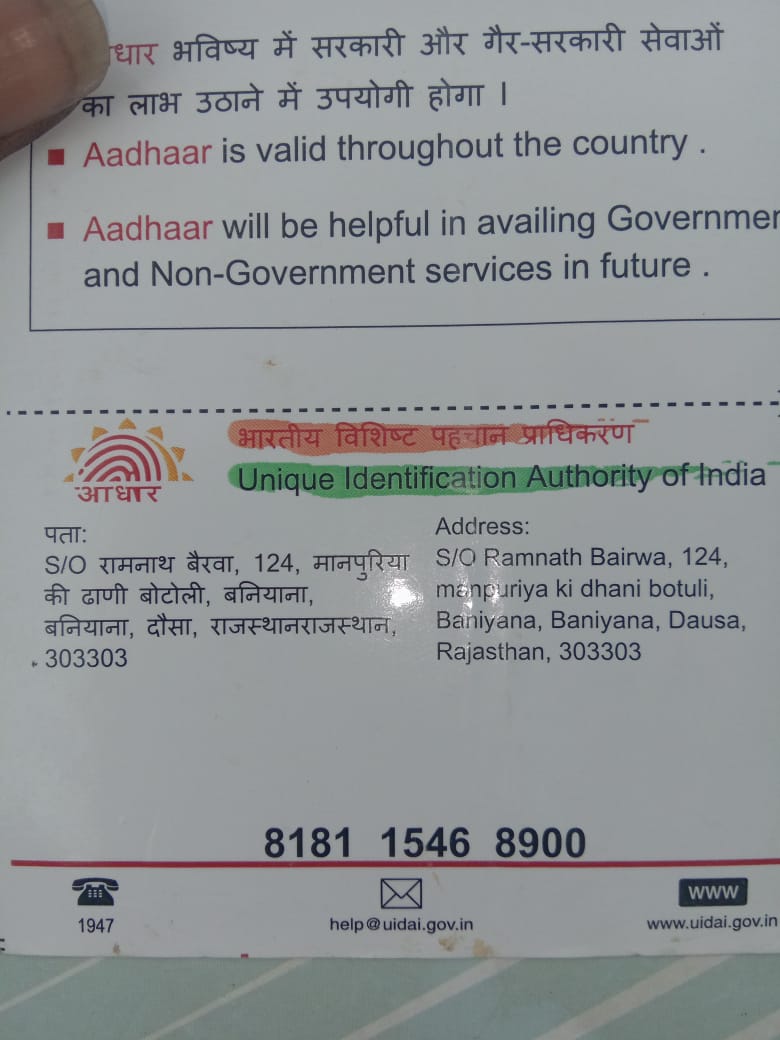 धार भविष्य में सरकारी और गैर-सरकारी सेवाओं
का लाभ उठाने में उपयोगी होगा ।
Aadhaar is valid throughout the country .
Aadhaar will be helpful in availing Governmen
and Non-Government services in future .
भारतीय विशिष्ट पहचान प्राधिकरण
Unique Identification Authority of India
आधार
पता:
S/O रामनाथ बैरवा, 124, मानपुरिया
की ढाणी बोटोली, बनियाना,
बनियाना, दौसा, राजस्थानराजस्थान,
303303
Address:
S/O Ramnath Bairwa, 124,
manpuriya ki dhani botuli,
Baniyana, Baniyana, Dausa,
Rajasthan, 303303
8181 1546 8900
1947
help@uidai.gov.in
www
www.uidai.gov.in